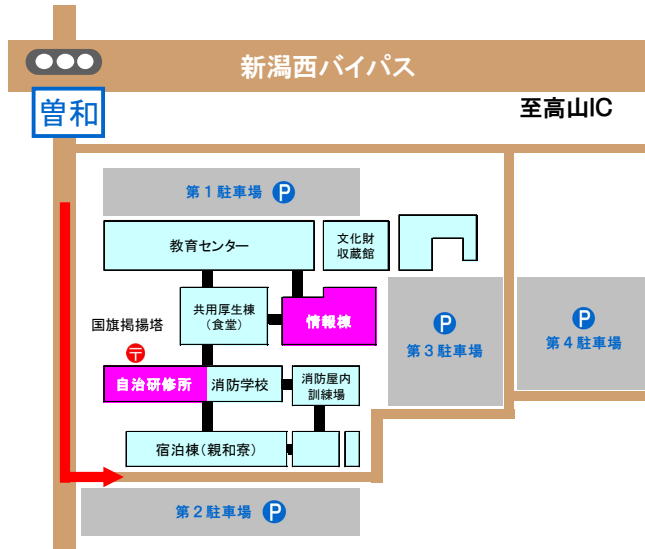 新潟西バイパス
曽和
至高山IC
第1駐車場 P
教育センター
文化財
収蔵館
共用厚生棟
(食堂)
情報棟
国旗掲揚塔
〒
P
第3駐車場
P
第4駐車場
自治研修所
消防学校
消防屋内
訓練場
宿泊棟(親和寮)
第2駐車場 P